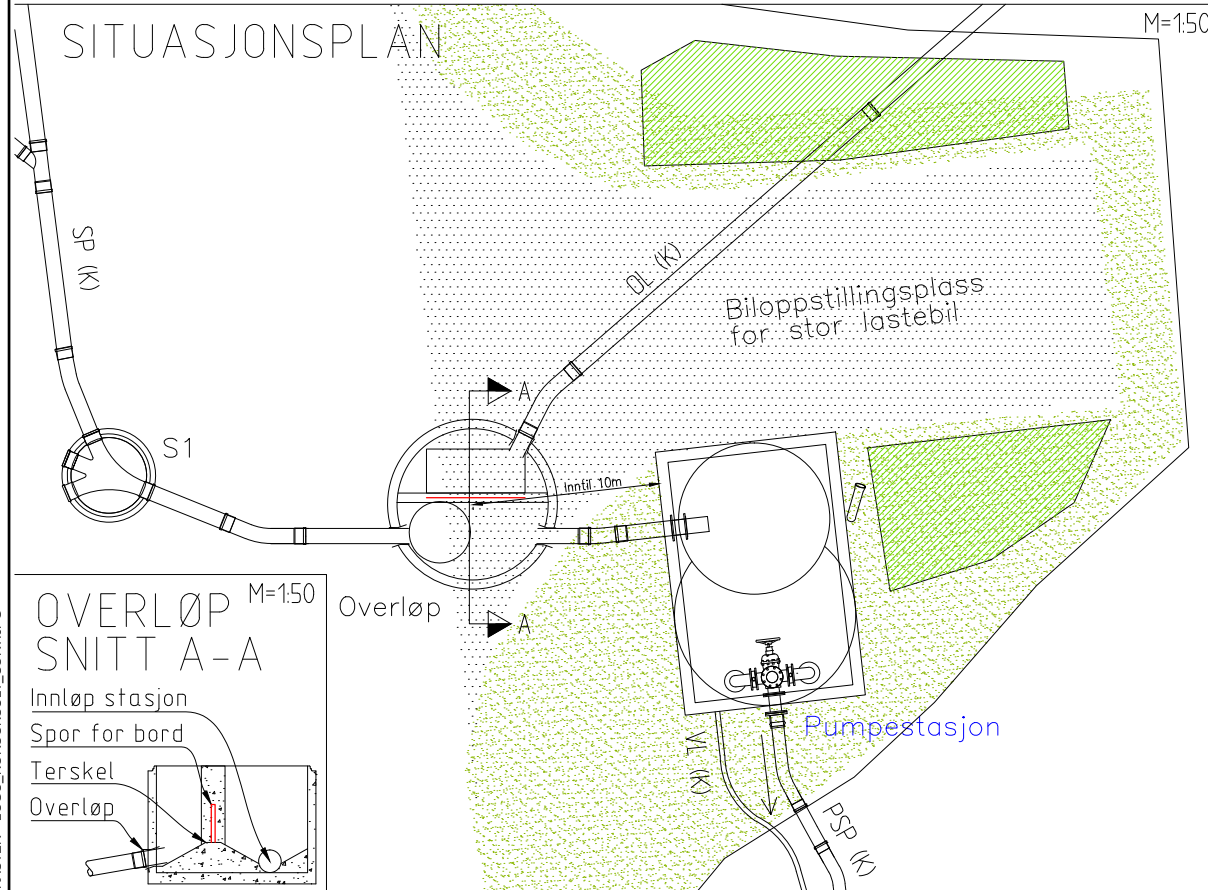 SITUASJONSPLAN
M=1:50
SP (K)
OL (K)
Biloppstillingsplass
for stor lastebil
A
S1
inntil 10m
Overløp
A
Pumpestasjon
VL (K)
PSP (K)
OVERLØP
M=1:50
SNITT A-A
Innløp stasjon
Spor for bord
Terskel
Overløp